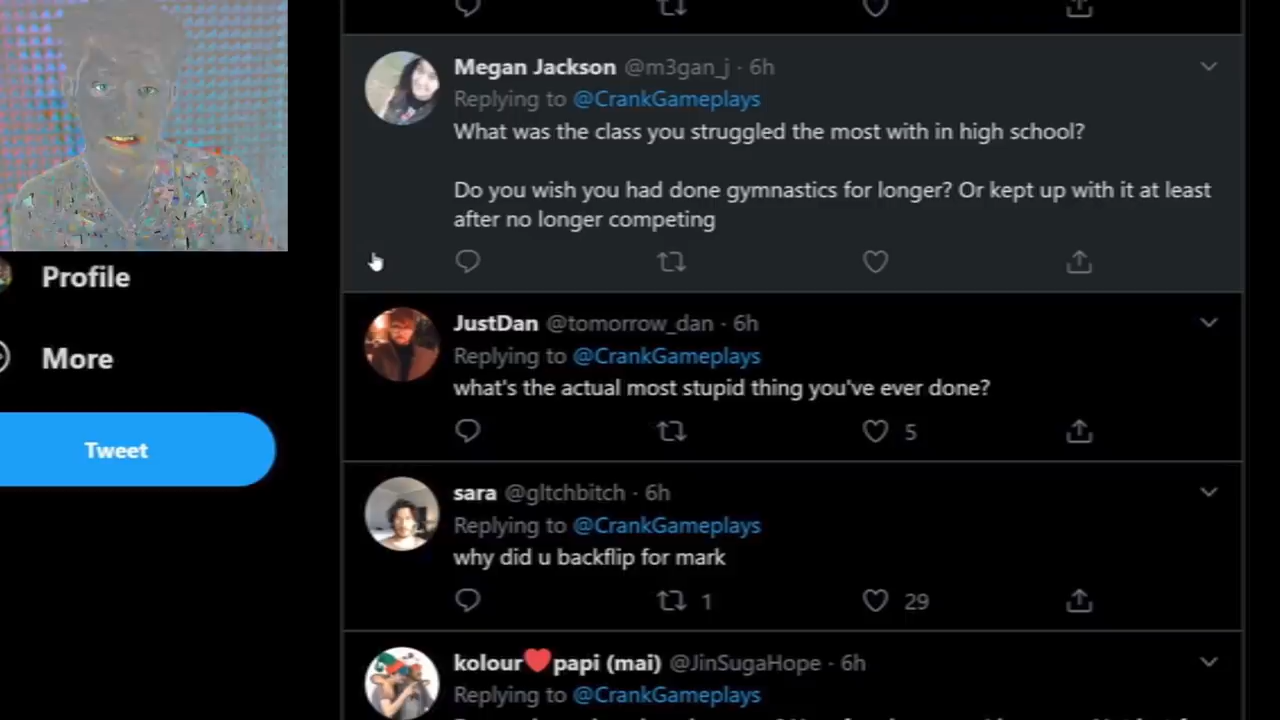 Megan Jackson @m3gan_j · 6h
Replying to @CrankGameplays
What was the class you struggled the most with in high school?
Do you wish you had done gymnastics for longer? Or kept up with it at least
after no longer competing
Profile
JustDan @tomorrow_dan · 6h
Replying to @CrankGameplays
More
what's the actual most stupid thing you've ever done?
5
Tweet
sara @gltchbitch · 6h
Replying to @CrankGameplays
why did u backflip for mark
1 29
kolour❤️papi (mai) @JinSugaHope · 6h
Replying to @CrankGameplays